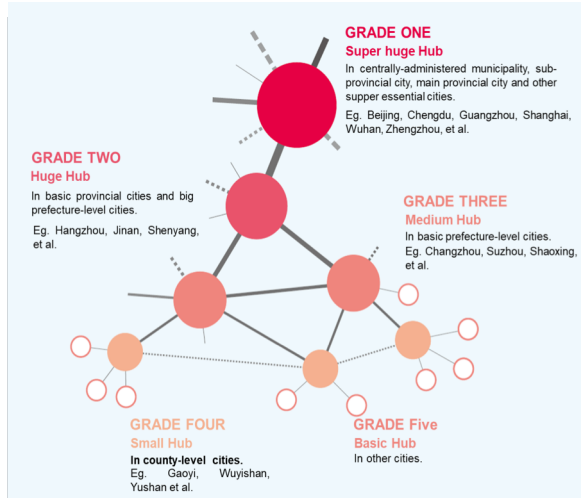 GRADE ONE
Super huge Hub
In centrally-administered municipality, sub-
provincial city, main provincial city and other
supper essential cities.
Eg. Beijing, Chengdu, Guangzhou, Shanghai,
Wuhan, Zhengzhou, et al.
GRADE TWO
Huge Hub
In basic provincial cities and big
prefecture-level cities.
Eg. Hangzhou, Jinan, Shenyang,
et al.
GRADE THREE
Medium Hub
In basic prefecture-level cities.
Eg. Changzhou, Suzhou, Shaoxing,
et al.
GRADE FOUR
Small Hub
In county-level cities.
Eg. Gaoyi, Wuyishan,
Yushan et al.
GRADE Five
Basic Hub
In other cities.